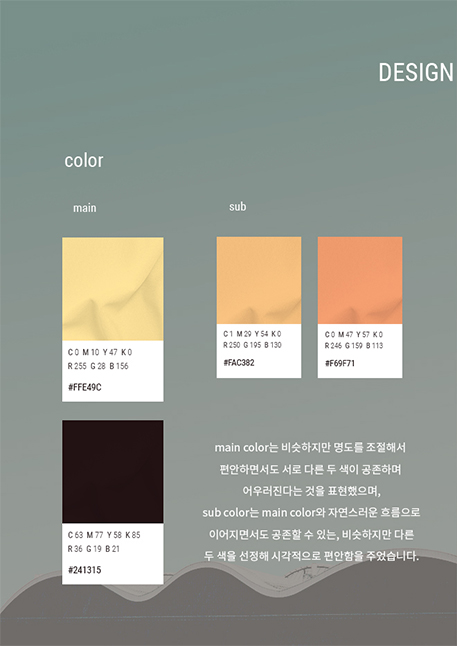 DESIGN
color
main
sub
C 0 M 10 Y 47 K 0
R 255 G 28 B 156
#FFE49C
C 1 M 29 Y 54 K 0
R 250 G 195 B 130
#FAC382
C 0 M 47 Y 57 K 0
R 246 G 159 B 113
#F69F71
C 63 M 77 Y 58 K 85
R 36 G 19 B 21
#241315
main color는 비슷하지만 명도를 조절해서
편안하면서도 서로 다른 두 색이 공존하며
어우러진다는 것을 표현했으며,
sub color는 main color와 자연스러운 흐름으로
이어지면서도 공존할 수 있는, 비슷하지만 다른
두 색을 선정해 시각적으로 편안함을 주었습니다.